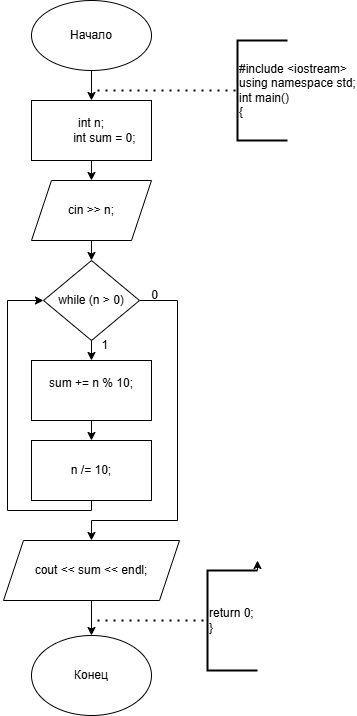 Начало
#include <iostream>
using namespace std;
int main()
{
int n;
int sum = 0;
cin >> n;
while (n > 0)
0
1
sum += n % 10;
n /= 10;
cout << sum << endl;
return 0;
}
Конец